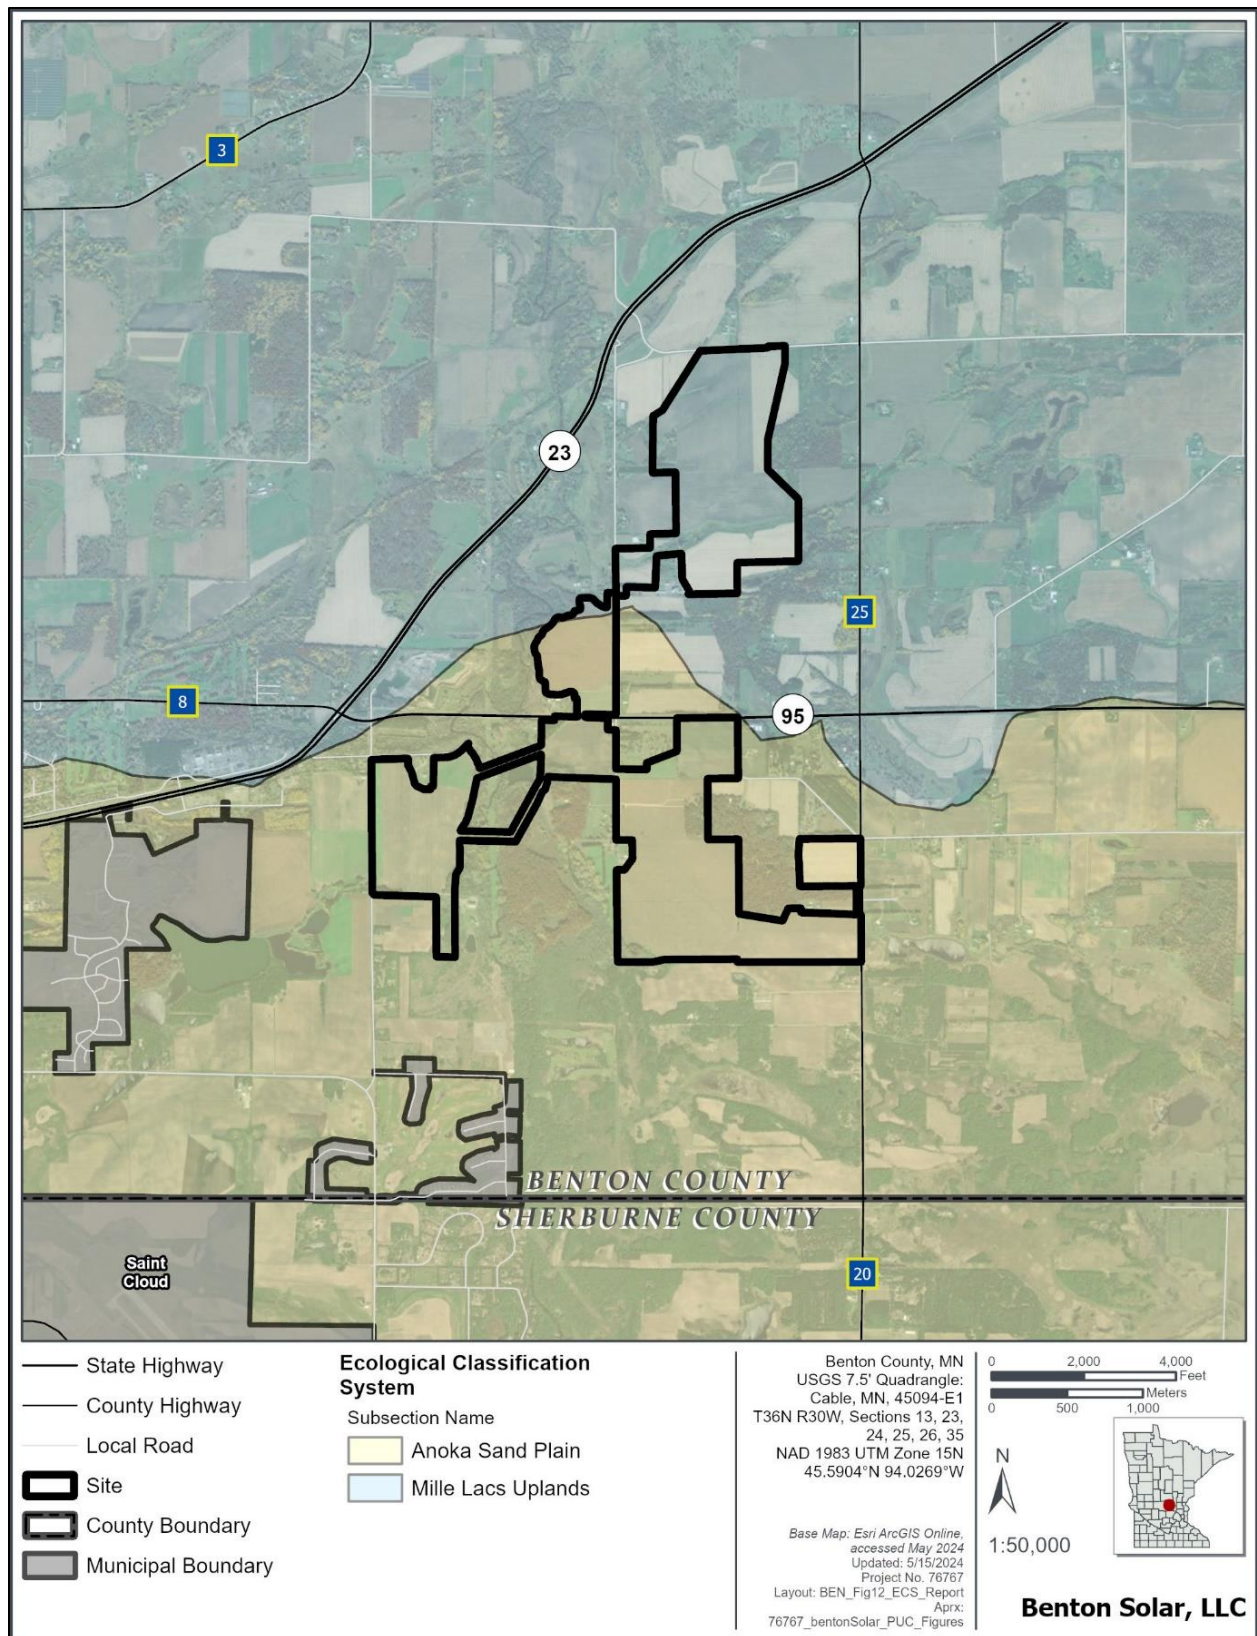 3
23
25
8
95
BENTON COUNTY
SHERBURNE COUNTY
Saint
Cloud
20
State Highway
County Highway
Local Road
Site
County Boundary
Municipal Boundary
Ecological Classification
System
Subsection Name
Anoka Sand Plain
Mille Lacs Uplands
Benton County, MN
USGS 7.5' Quadrangle:
Cable, MN, 45094-E1
T36N R30W, Sections 13, 23,
24, 25, 26, 35
NAD 1983 UTM Zone 15N
45.5904°N 94.0269°W
Base Map: Esri ArcGIS Online,
accessed May 2024
Updated: 5/15/2024
Project No. 76767
Layout: BEN_Fig12_ECS_Report
Aprx:
76767_bentonSolar_PUC_Figures
0 2,000 4,000
Feet
Meters
0 500 1,000
N
1:50,000
Benton Solar, LLC